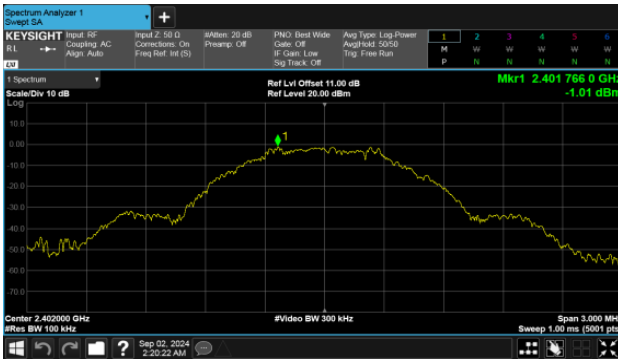 Spectrum Analyzer 1
Swept SA
KEYSIGHT Input: RF Input Z: 50 Ω #Atten: 20 dB PNO: Best Wide Avg Type: Log-Power 1 2 3 4 5 6
RL Coupling: AC Corrections: On Preamp: Off Gate: Off Avg|Hold: 50/50 M W W W W W
Align: Auto Freq Ref: Int (S) IF Gain: Low Trig: Free Run P N N N N N
LXI Sig Track: Off
1 Spectrum Ref Lvl Offset 11.00 dB Mkr1 2.401 766 0 GHz
Scale/Div 10 dB Ref Level 20.00 dBm -1.01 dBm
Log
10.0
1
0.00
-10.0
-20.0
-30.0
-40.0
-50.0
-60.0
-70.0
Center 2.402000 GHz #Video BW 300 kHz Span 3.000 MHz
#Res BW 100 kHz Sweep 1.00 ms (5001 pts)
? Sep 02, 2024
2:20:22 AM